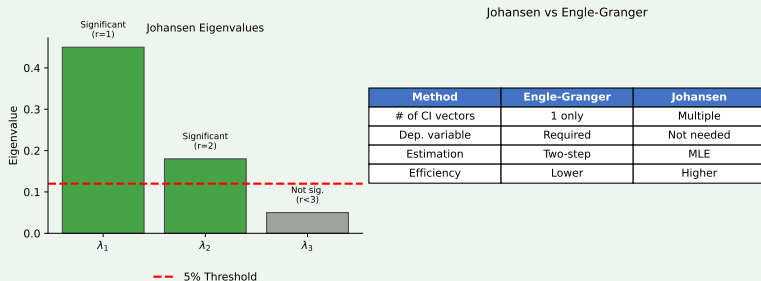 Johansen Eigenvalues
Significant
(r=1)
Significant
(r=2)
Not sig.
(r<3)
Eigenvalue
0.4
0.3
0.2
0.1
0.0
λ1
λ2
λ3
5% Threshold
Johansen vs Engle-Granger
Method Engle-Granger Johansen
# of CI vectors 1 only Multiple
Dep. variable Required Not needed
Estimation Two-step MLE
Efficiency Lower Higher